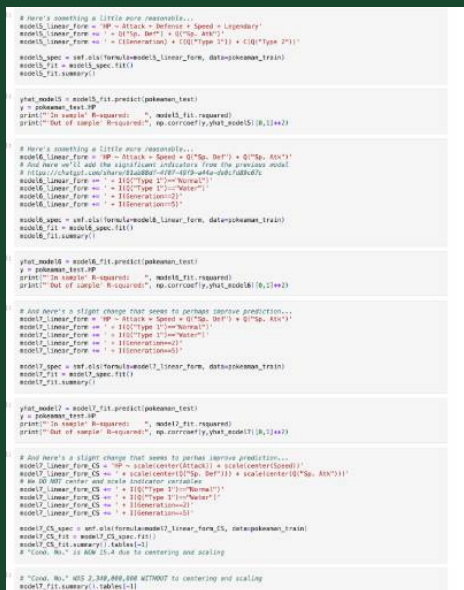 # Here's something a little more reasonable...
model5_linear_form = 'HP ~ Attack + Defense + Speed + Legendary'
model5_linear_form += ' + Q("Sp. Def") + Q("Sp. Atk")'
model5_linear_form += ' + C(Generation) + C(Q("Type 1")) + C(Q("Type 2"))'
model5_spec = smf.ols(formula=model5_linear_form, data=pokeaman_train)
model5_fit = model5_spec.fit()
model5_fit.summary()
yhat_model5 = model5_fit.predict(pokeaman_test)
y = pokeaman_test.HP
print("'In sample' R-squared:    ", model5_fit.rsquared)
print("'Out of sample' R-squared:", np.corrcoef(y,yhat_model5)[0,1]**2)
# Here's something a little more reasonable...
model6_linear_form = 'HP ~ Attack + Speed + Q("Sp. Def") + Q("Sp. Atk")'
# And here we'll add the significant indicators from the previous model
model6_linear_form += ' + I(Q("Type 1")=="Normal")'
model6_linear_form += ' + I(Q("Type 1")=="Water")'
model6_linear_form += ' + I(Generation==2)'
model6_linear_form += ' + I(Generation==5)'
model6_spec = smf.ols(formula=model6_linear_form, data=pokeaman_train)
model6_fit = model6_spec.fit()
model6_fit.summary()
yhat_model6 = model6_fit.predict(pokeaman_test)
y = pokeaman_test.HP
print("'In sample' R-squared:    ", model6_fit.rsquared)
print("'Out of sample' R-squared:", np.corrcoef(y,yhat_model6)[0,1]**2)
# And here's a slight change that seems to perhaps improve prediction...
model7_linear_form = 'HP ~ Attack * Speed * Q("Sp. Def") * Q("Sp. Atk")'
model7_linear_form += ' + I(Q("Type 1")=="Normal")'
model7_linear_form += ' + I(Q("Type 1")=="Water")'
model7_linear_form += ' + I(Generation==2)'
model7_linear_form += ' + I(Generation==5)'
model7_spec = smf.ols(formula=model7_linear_form, data=pokeaman_train)
model7_fit = model7_spec.fit()
model7_fit.summary()
yhat_model7 = model7_fit.predict(pokeaman_test)
y = pokeaman_test.HP
print("'In sample' R-squared:    ", model7_fit.rsquared)
print("'Out of sample' R-squared:", np.corrcoef(y,yhat_model7)[0,1]**2)
# And here's a slight change that seems to perhas improve prediction...
model7_linear_form_CS = 'HP ~ scale(center(Attack)) * scale(center(Speed))'
model7_linear_form_CS += ' * scale(center(Q("Sp. Def"))) * scale(center(Q("Sp. Atk")))'
# We DO NOT center and scale indicator variables
model7_linear_form_CS += ' + I(Q("Type 1")=="Normal")'
model7_linear_form_CS += ' + I(Q("Type 1")=="Water")'
model7_linear_form_CS += ' + I(Generation==2)'
model7_linear_form_CS += ' + I(Generation==5)'
model7_CS_spec = smf.ols(formula=model7_linear_form_CS, data=pokeaman_train)
model7_CS_fit = model7_CS_spec.fit()
model7_CS_fit.summary().tables[-1]
# "Cond. No." is NOW 15.4 due to centering and scaling
# "Cond. No." WAS 2,340,000,000 WITHOUT to centering and scaling
model7_fit.summary().tables[-1]